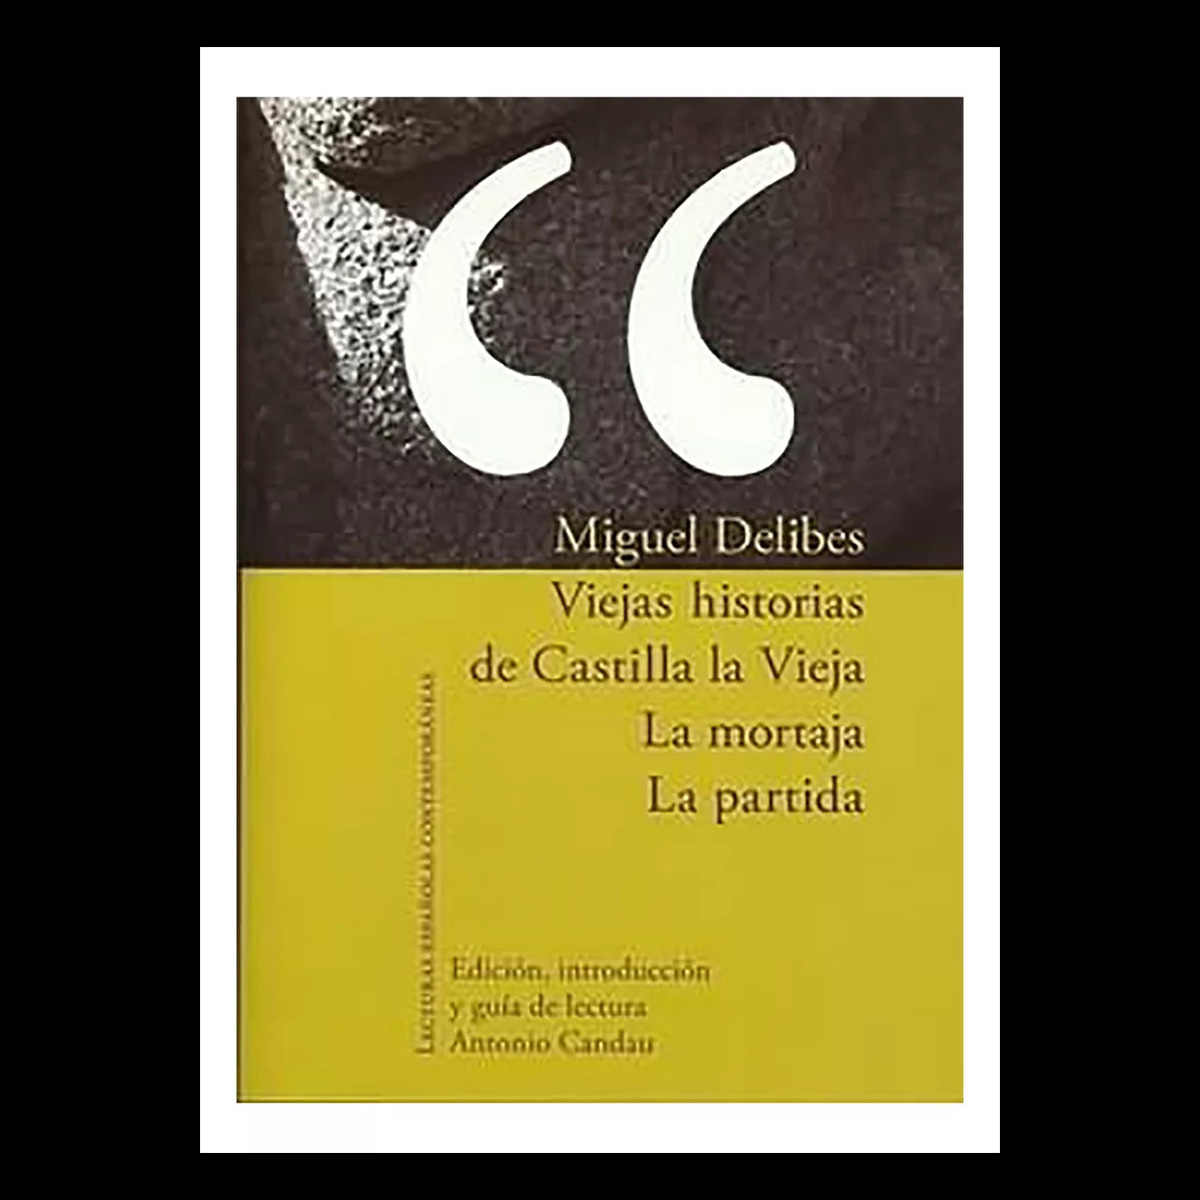 Miguel Delibes
Viejas historias
de Castilla la Vieja
La mortaja
La partida
LECTURAS ESPAÑOLAS CONTEMPORÁNEAS
Edición, introducción
y guía de lectura
Antonio Candau